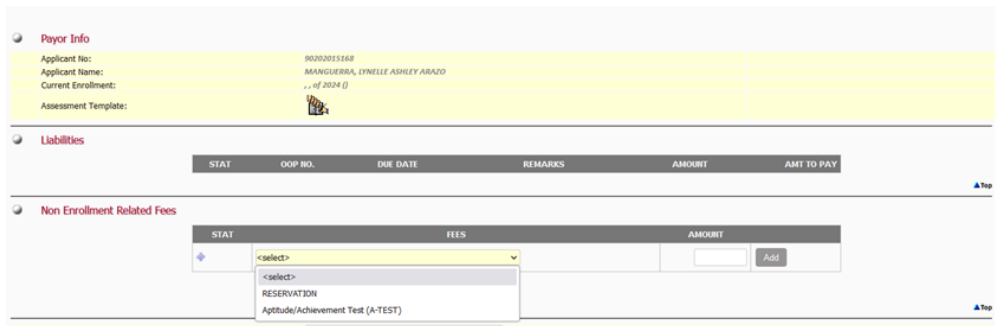 Payor Info
Applicant No: 90202015168
Applicant Name: MANGUERRA, LYNELLE ASHLEY ARAZO
Current Enrollment: , , of 2024 ()
Assessment Template:
Liabilities
STAT OOP NO. DUE DATE REMARKS AMOUNT AMT TO PAY
Top
Non Enrollment Related Fees
STAT FEES AMOUNT
<select> Add
<select>
RESERVATION
Aptitude/Achievement Test (A-TEST)
Top